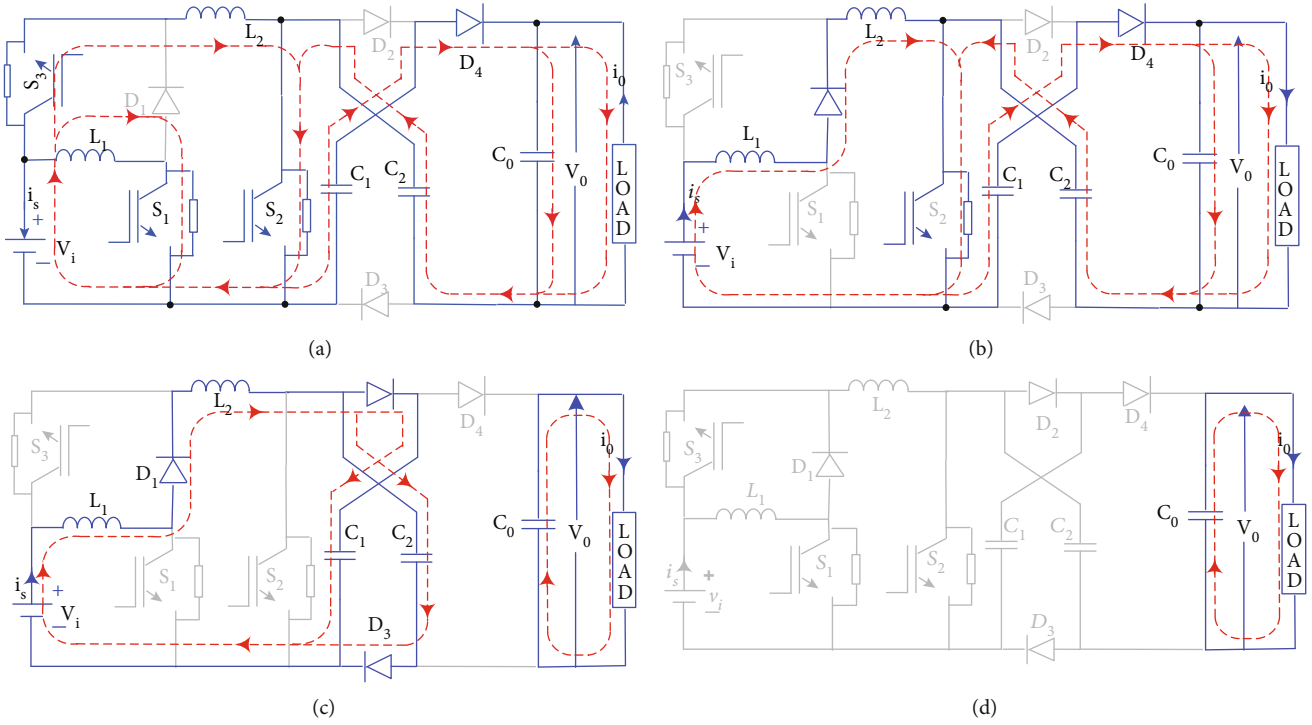 L2
D2
D4
S3
D1
L1
i0
is
+
Vi
−
S1
S2
C1
C2
C0
V0
LOAD
D3
(a)
L2
D2
D4
S3
L1
i0
is
+
Vi
−
S1
S2
C1
C2
C0
V0
LOAD
D3
(b)
L2
D4
S3
D1
L1
i0
is
+
Vi
−
S1
S2
C1
C2
C0
V0
LOAD
D3
(c)
L2
D2
D4
S3
D1
L1
i0
is
+
vi
−
S1
S2
C1
C2
C0
V0
LOAD
D3
(d)